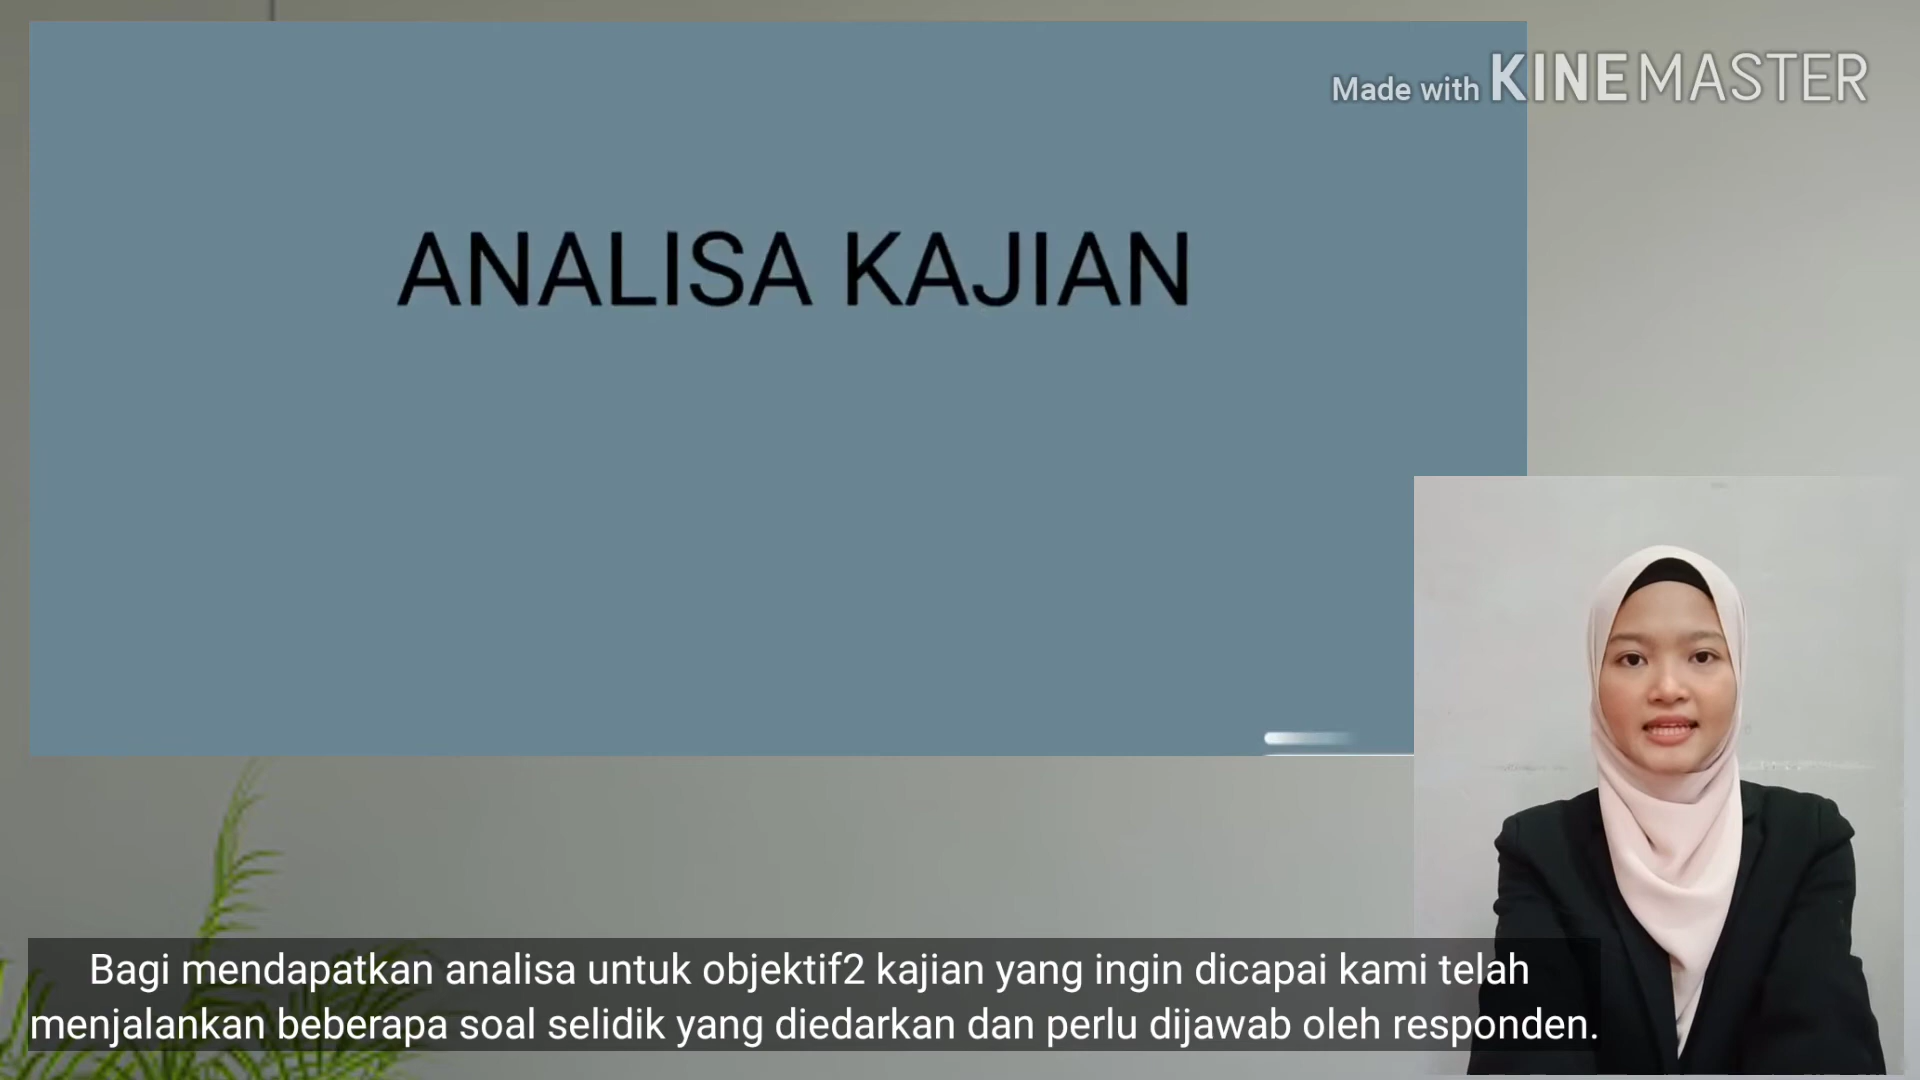 Made with KINEMASTER
ANALISA KAJIAN
Bagi mendapatkan analisa untuk objektif2 kajian yang ingin dicapai kami telah
menjalankan beberapa soal selidik yang diedarkan dan perlu dijawab oleh responden.